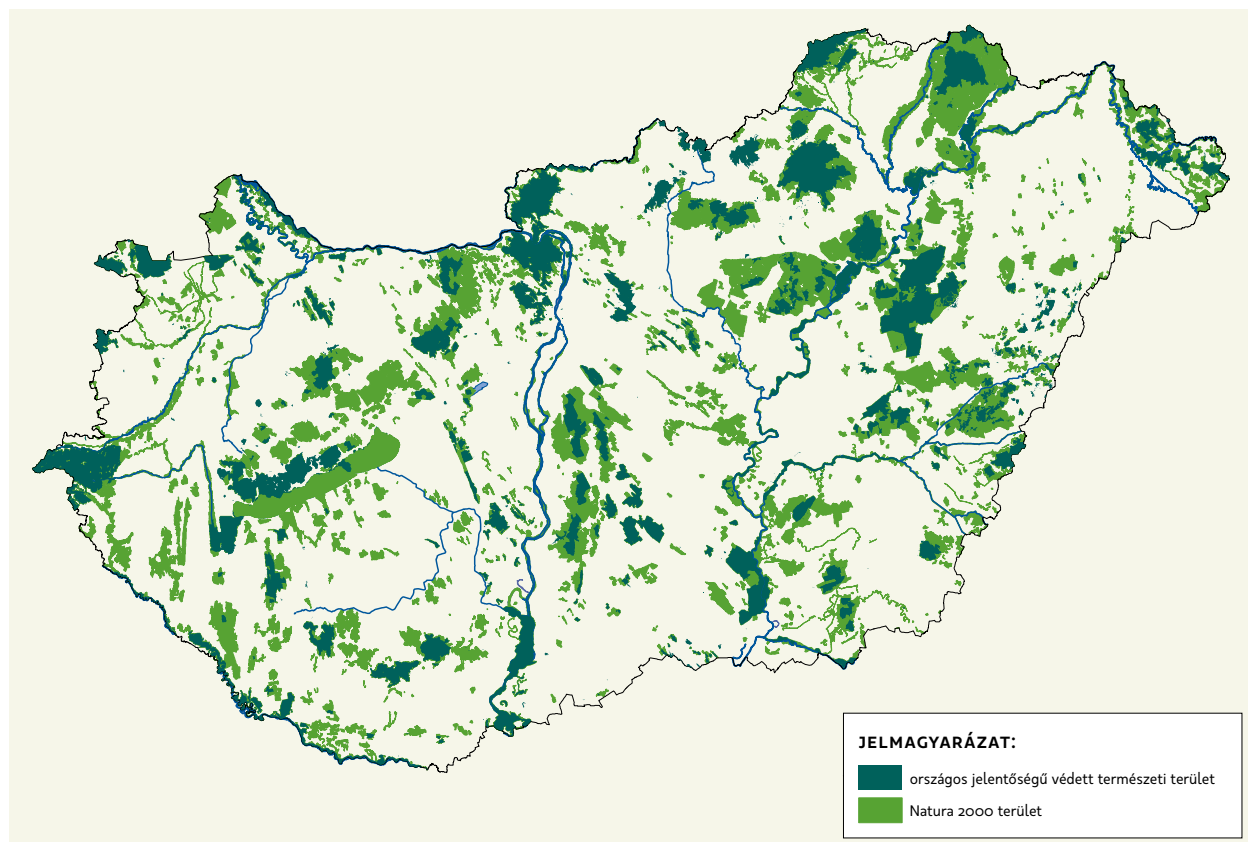 JELMAGYARÁZAT:
országos jelentőségű védett természeti terület
Natura 2000 terület